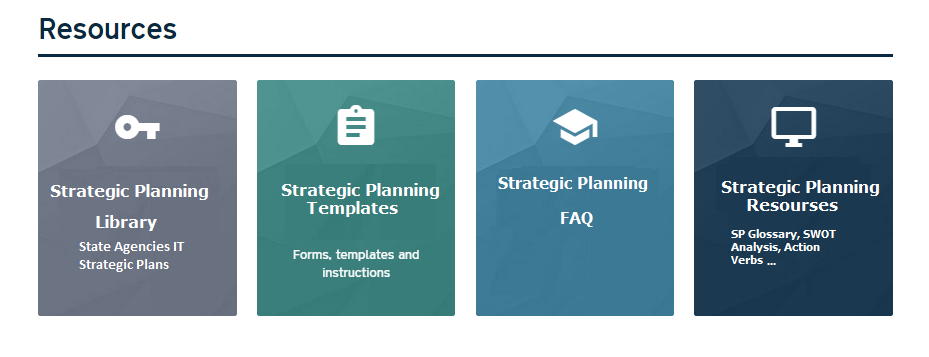 Resources
Strategic Planning
Library
State Agencies IT
Strategic Plans
Strategic Planning
Templates
Forms, templates and
instructions
Strategic Planning
FAQ
Strategic Planning
Resourses
SP Glossary, SWOT
Analysis, Action
Verbs ...